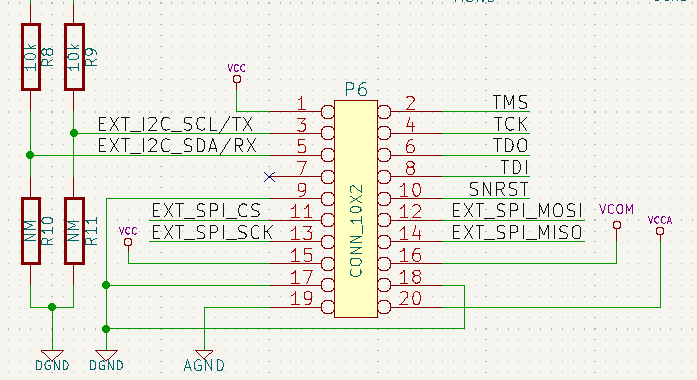 10k R8
10k R9
VCC
P6
1 2 TMS
EXT_I2C_SCL/TX 3 4 TCK
EXT_I2C_SDA/RX 5 6 TDO
7 8 TDI
9 10 SNRST
EXT_SPI_CS 11 12 EXT_SPI_MOSI
EXT_SPI_SCK 13 14 EXT_SPI_MISO
VCOM
VCCA
VCC
15 16
17 18
19 20
CONN_10X2
NM R10
NM R11
DGND
DGND
AGND